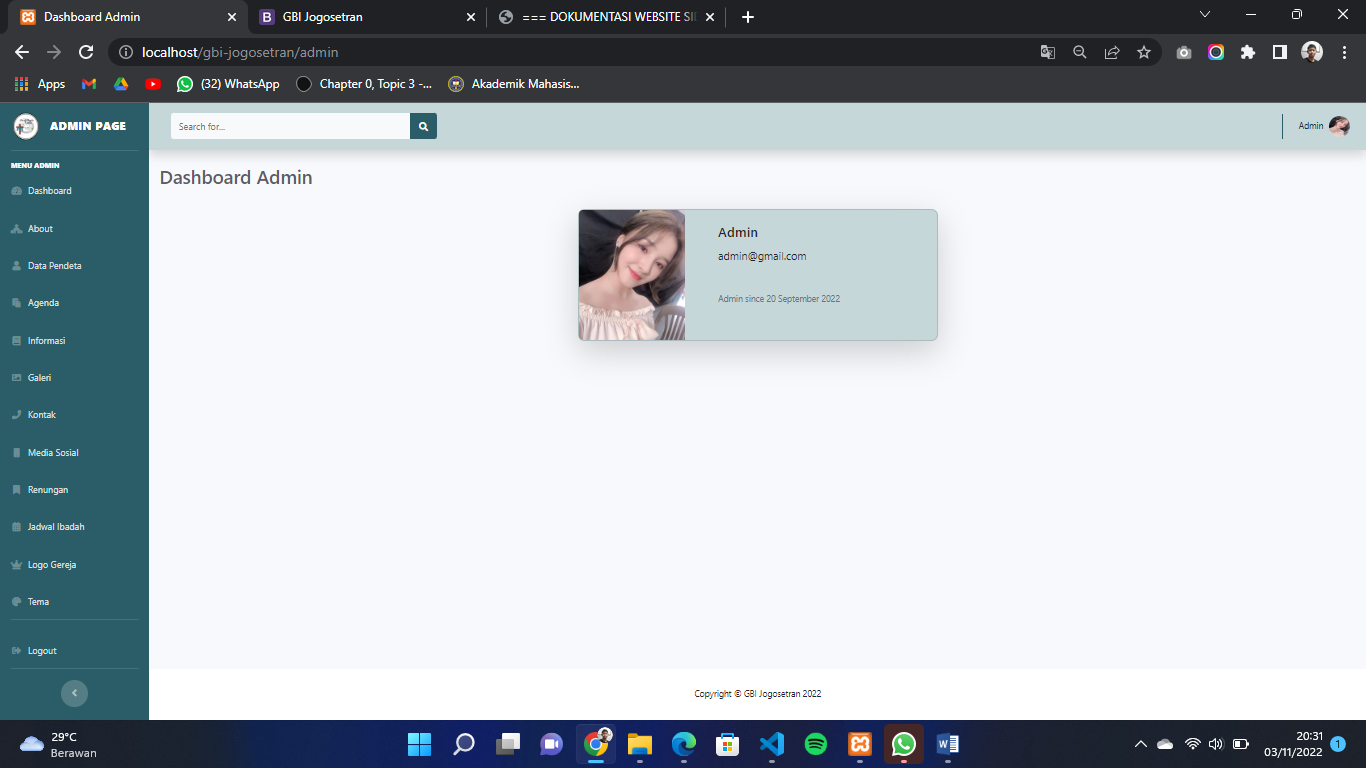 Dashboard Admin
GBI Jogosetran
=== DOKUMENTASI WEBSITE SI
localhost/gbi-jogosetran/admin
Apps
(32) WhatsApp
Chapter 0, Topic 3 -...
Akademik Mahasis...
ADMIN PAGE
Search for...
Admin
MENU ADMIN
Dashboard
About
Data Pendeta
Agenda
Informasi
Galeri
Kontak
Media Sosial
Renungan
Jadwal Ibadah
Logo Gereja
Tema
Logout
Dashboard Admin
Admin
admin@gmail.com
Admin since 20 September 2022
Copyright © GBI Jogosetran 2022
29°C
Berawan
20:31
03/11/2022
1